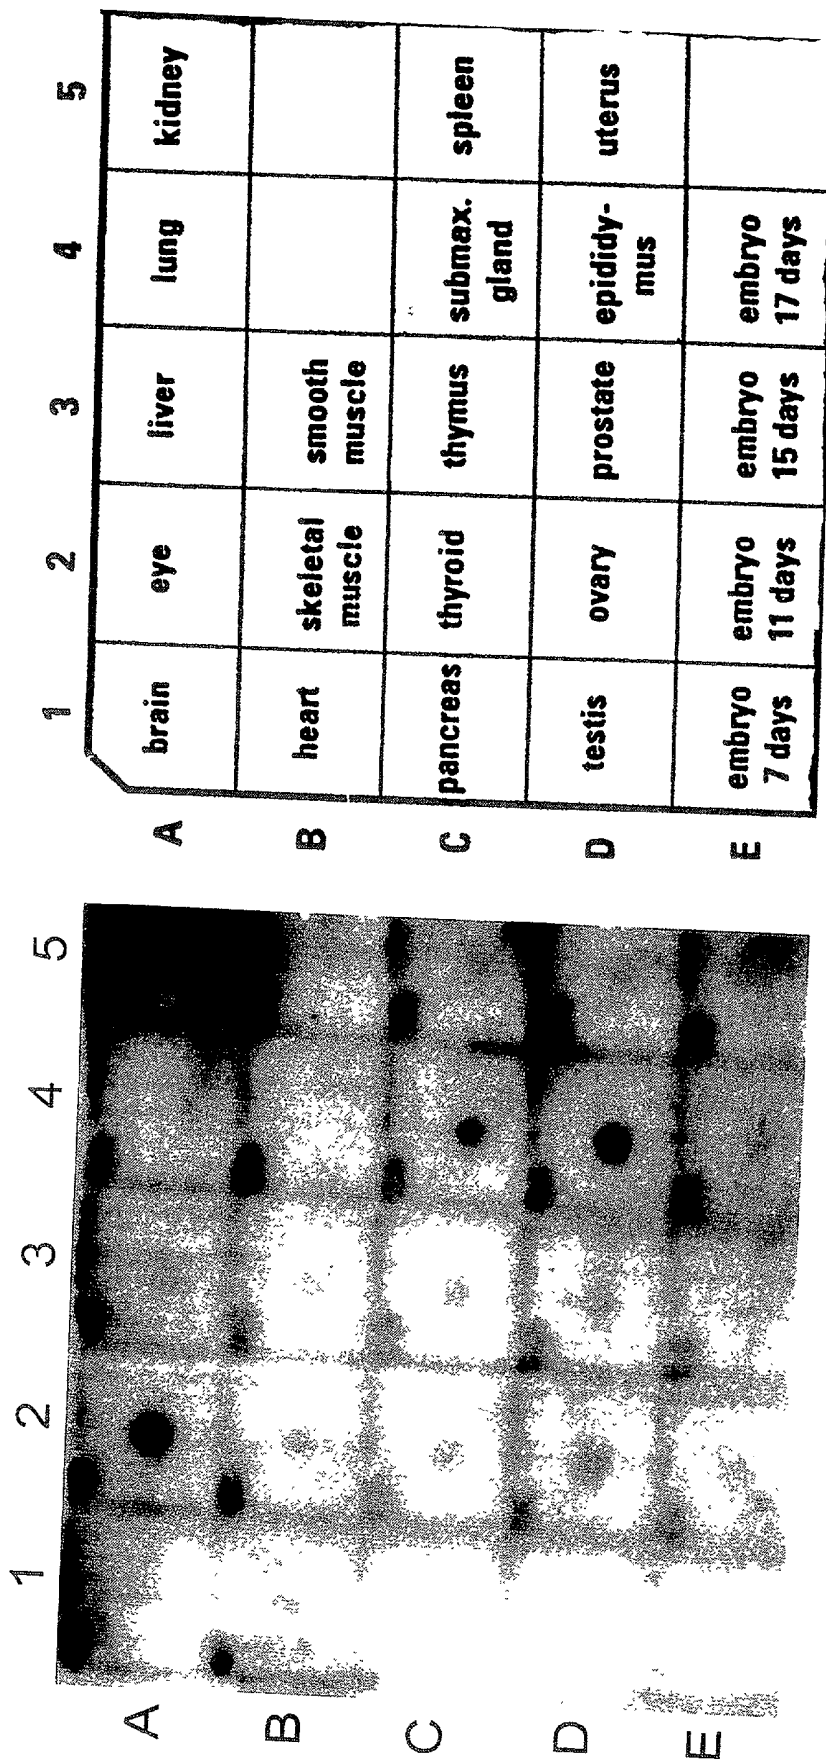 1 2 3 4 5
A brain eye liver lung kidney
B heart skeletal muscle smooth muscle
C pancreas thyroid thymus submax. gland spleen
D testis ovary prostate epididy- mus uterus
E embryo 7 days embryo 11 days embryo 15 days embryo 17 days
1 2 3 4 5
A
B
C
D
E